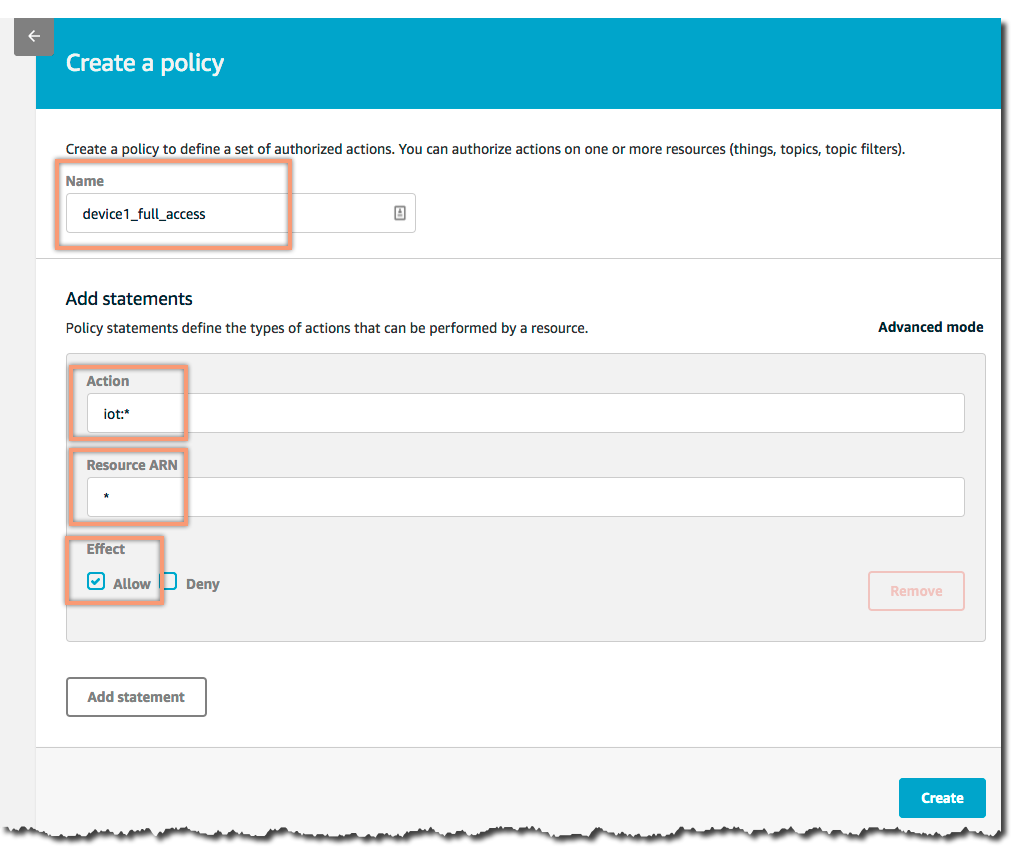 Create a policy
Create a policy to define a set of authorized actions. You can authorize actions on one or more resources (things, topics, topic filters).
Name
device1_full_access
Add statements
Policy statements define the types of actions that can be performed by a resource.
Advanced mode
Action
iot:*
Resource ARN
*
Effect
Allow Deny
Remove
Add statement
Create